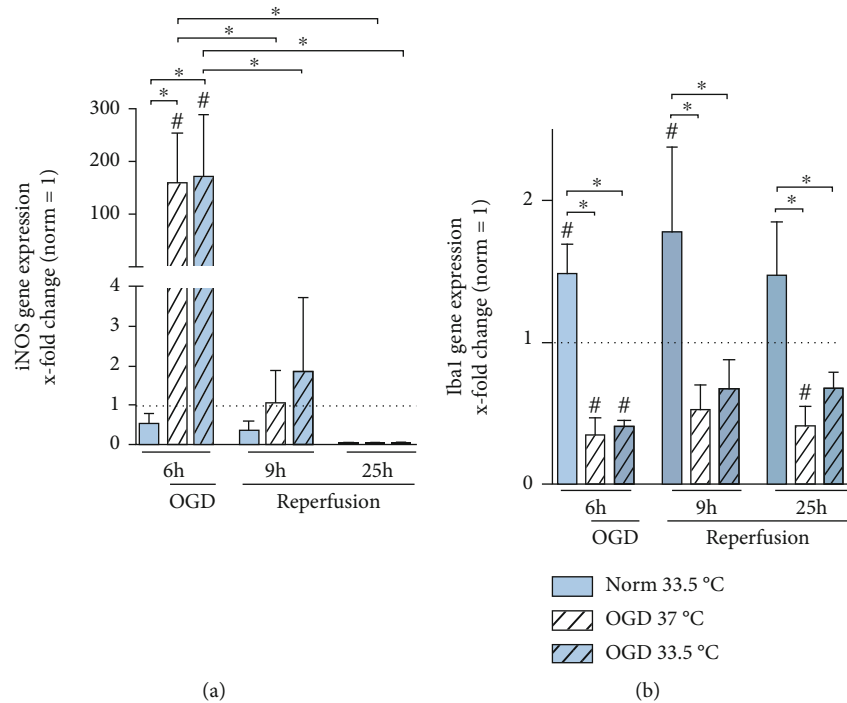 iNOS gene expression
x-fold change (norm = 1)
300
200
100
4
3
2
1
0
* * * * * *
# #
6h 9h 25h
OGD Reperfusion
(a)
Iba1 gene expression
x-fold change (norm = 1)
2
1
0
* * * * * *
# # # # #
6h 9h 25h
OGD Reperfusion
Norm 33.5 °C
OGD 37 °C
OGD 33.5 °C
(b)